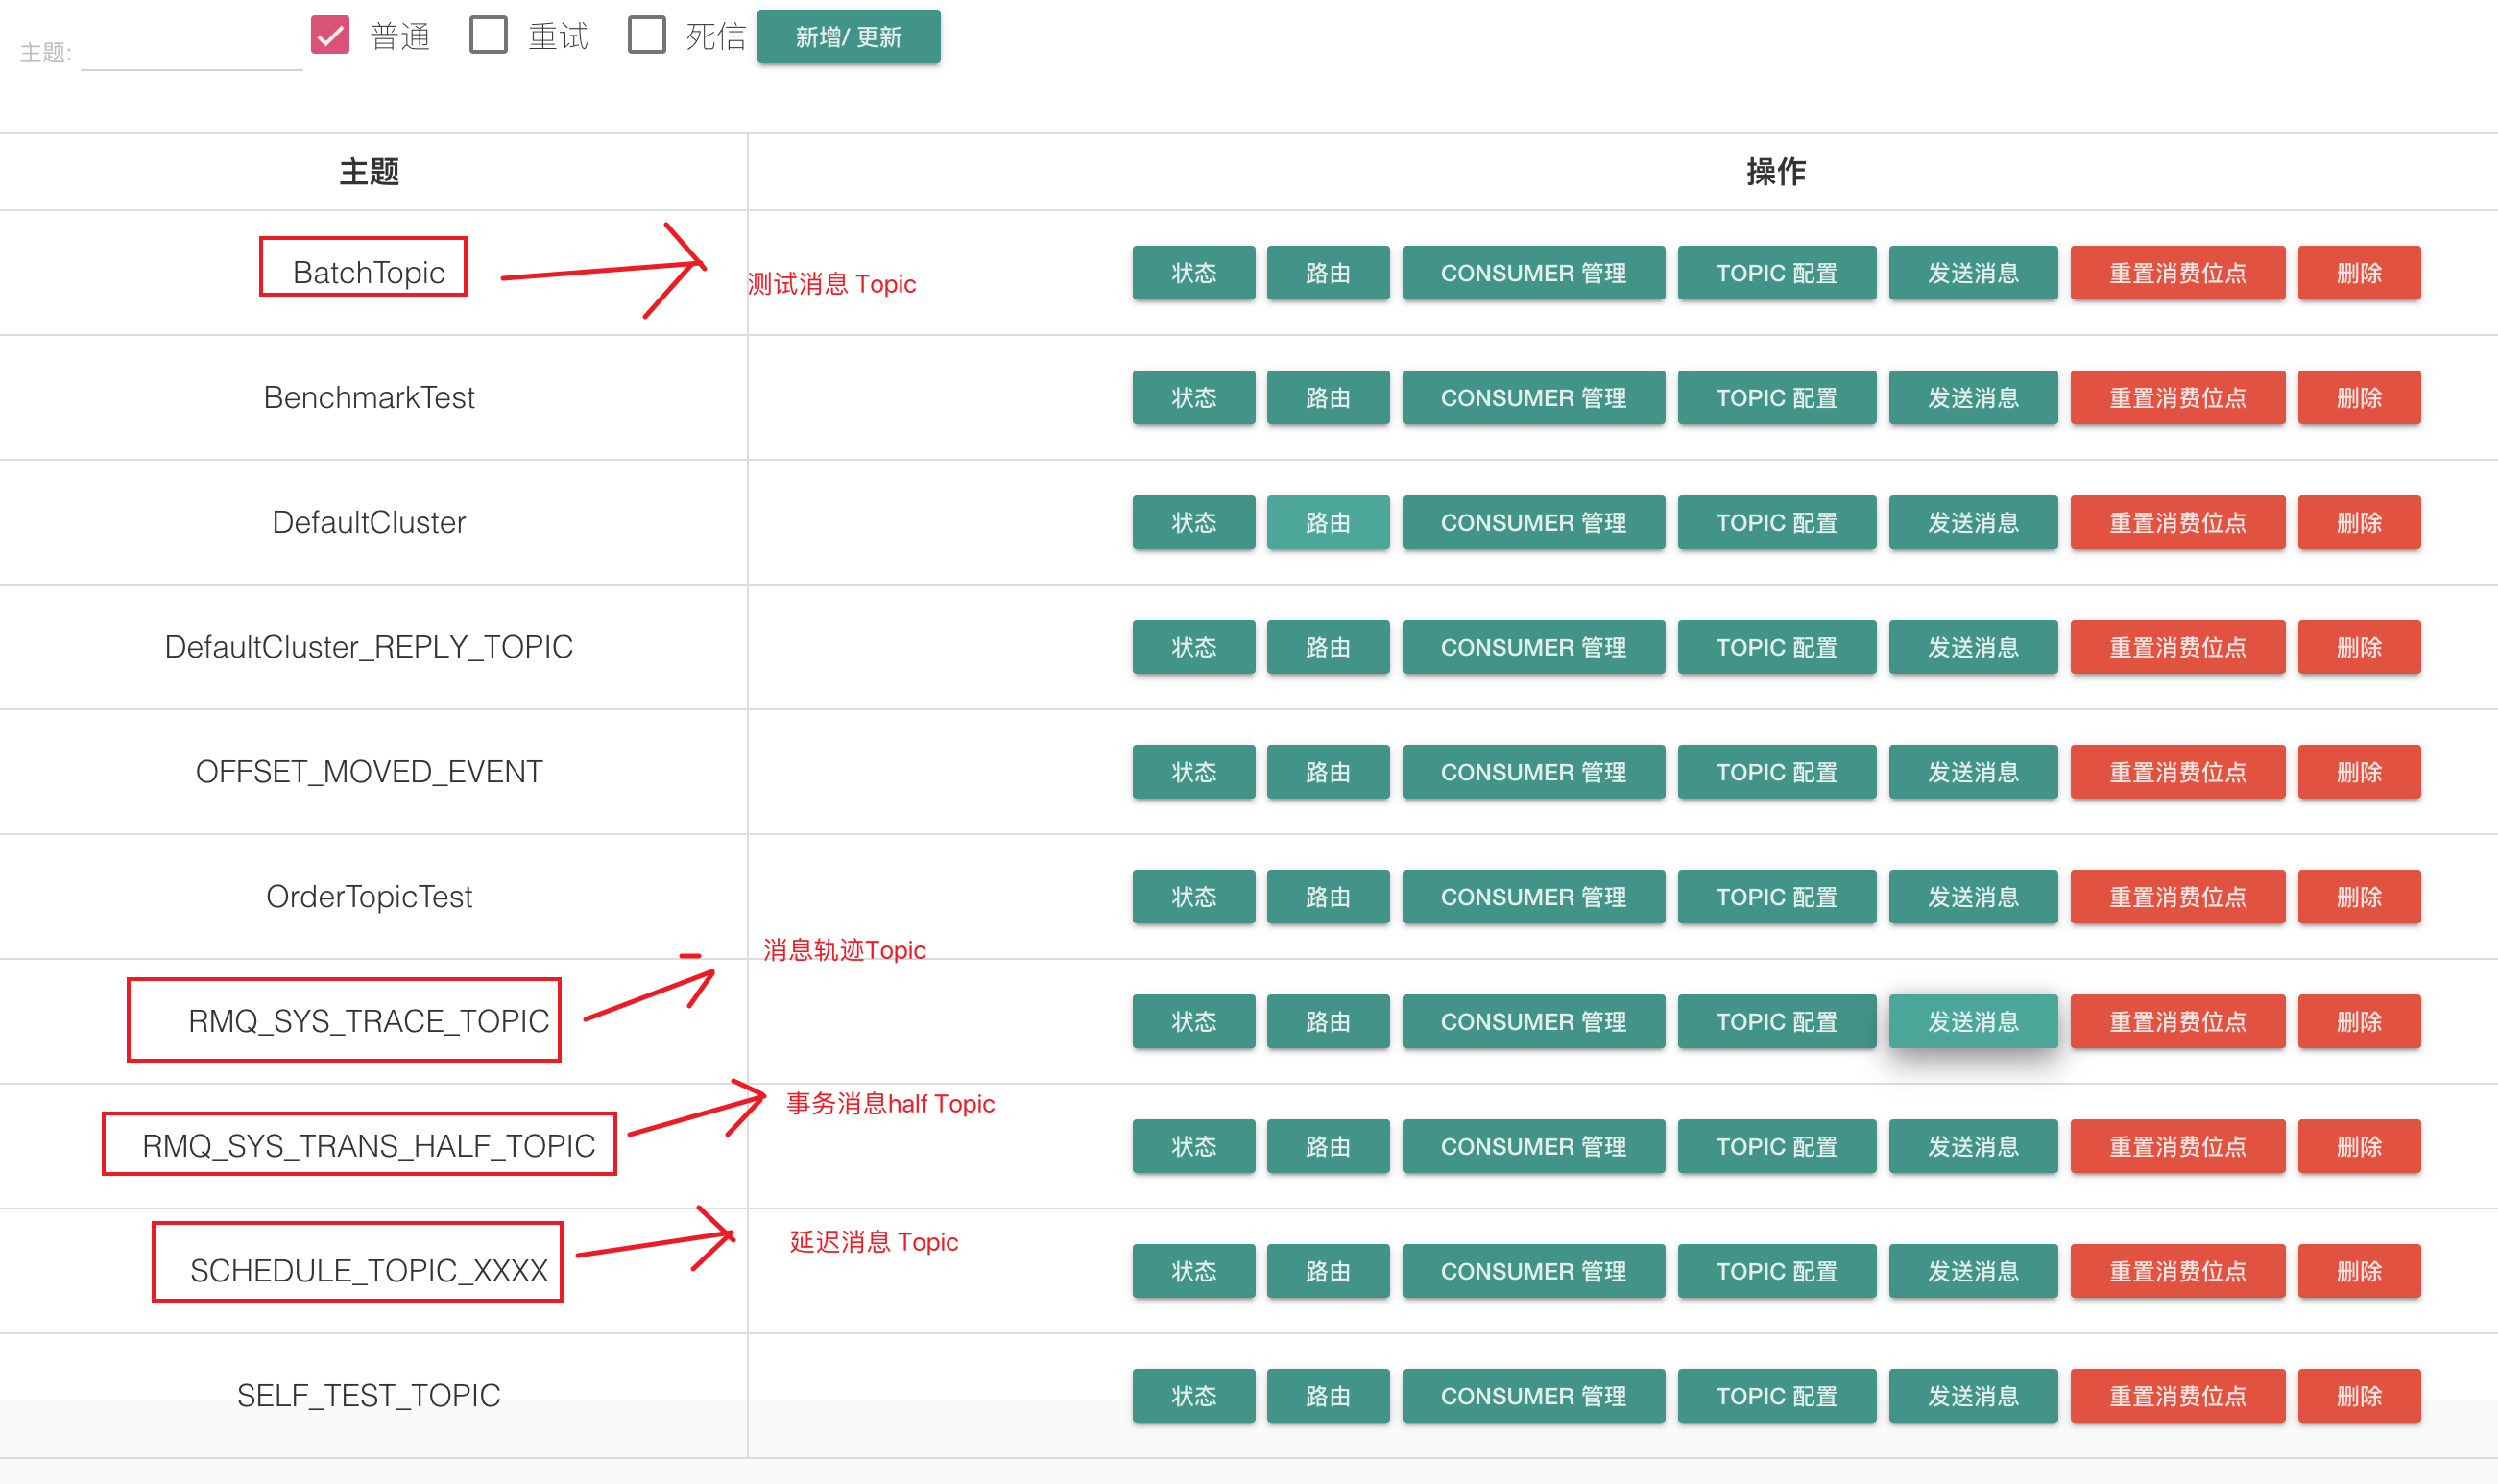 主题:
普通 重试 死信 新增/ 更新
主题 操作
BatchTopic 测试消息 Topic 状态 路由 CONSUMER 管理 TOPIC 配置 发送消息 重置消费位点 删除
BenchmarkTest 状态 路由 CONSUMER 管理 TOPIC 配置 发送消息 重置消费位点 删除
DefaultCluster 状态 路由 CONSUMER 管理 TOPIC 配置 发送消息 重置消费位点 删除
DefaultCluster_REPLY_TOPIC 状态 路由 CONSUMER 管理 TOPIC 配置 发送消息 重置消费位点 删除
OFFSET_MOVED_EVENT 状态 路由 CONSUMER 管理 TOPIC 配置 发送消息 重置消费位点 删除
OrderTopicTest 状态 路由 CONSUMER 管理 TOPIC 配置 发送消息 重置消费位点 删除
消息轨迹Topic
RMQ_SYS_TRACE_TOPIC 状态 路由 CONSUMER 管理 TOPIC 配置 发送消息 重置消费位点 删除
事务消息half Topic
RMQ_SYS_TRANS_HALF_TOPIC 状态 路由 CONSUMER 管理 TOPIC 配置 发送消息 重置消费位点 删除
延迟消息 Topic
SCHEDULE_TOPIC_XXXX 状态 路由 CONSUMER 管理 TOPIC 配置 发送消息 重置消费位点 删除
SELF_TEST_TOPIC 状态 路由 CONSUMER 管理 TOPIC 配置 发送消息 重置消费位点 删除